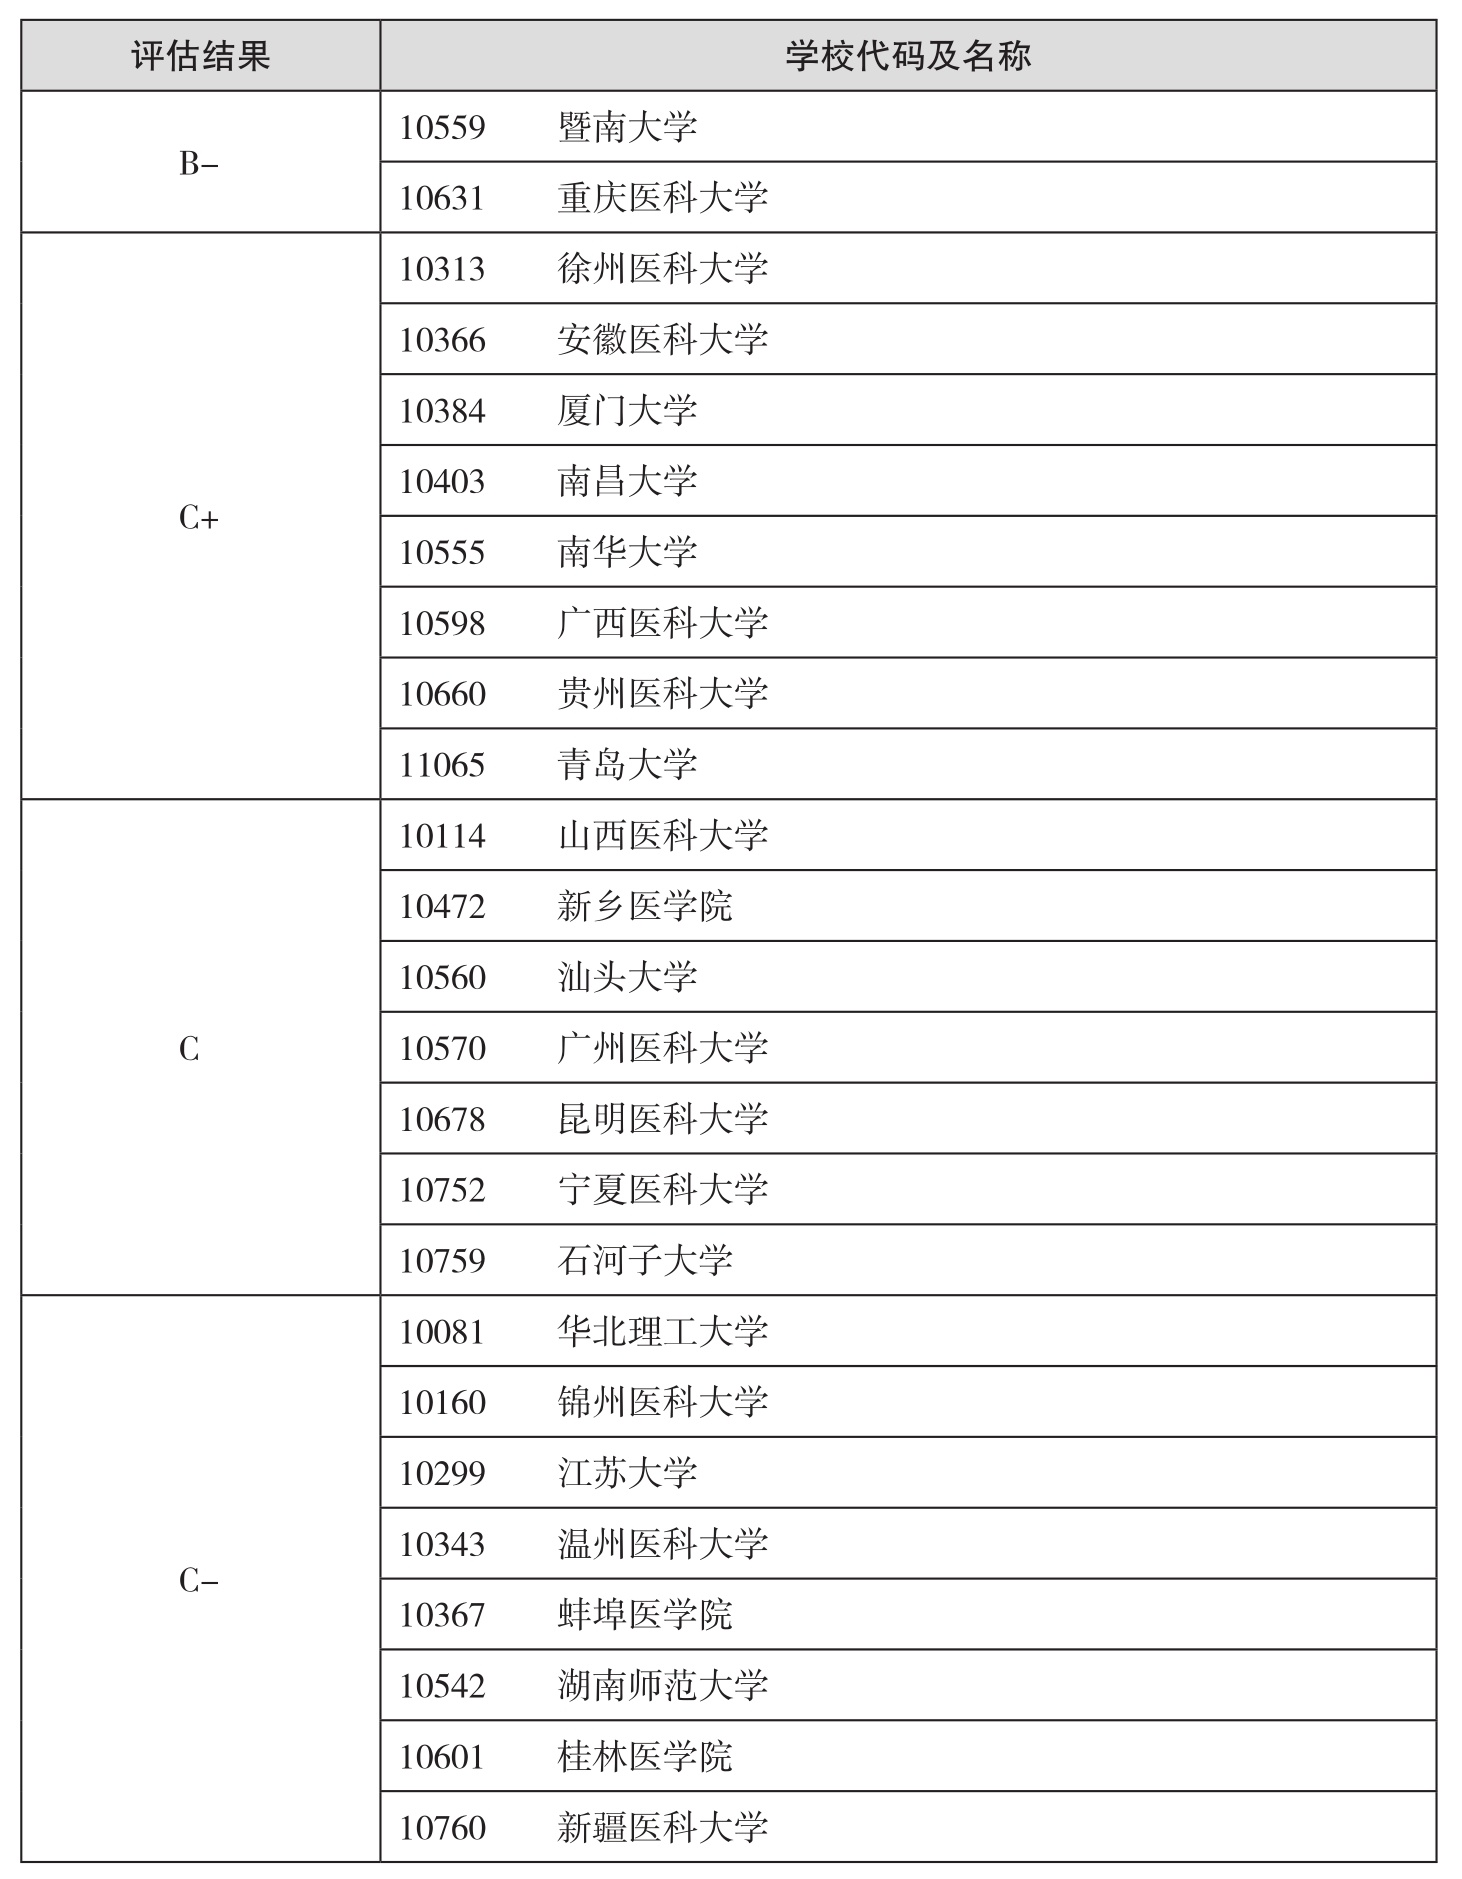 评估结果 学校代码及名称
B– 10559 暨南大学
10631 重庆医科大学
C+ 10313 徐州医科大学
10366 安徽医科大学
10384 厦门大学
10403 南昌大学
10555 南华大学
10598 广西医科大学
10660 贵州医科大学
11065 青岛大学
C 10114 山西医科大学
10472 新乡医学院
10560 汕头大学
10570 广州医科大学
10678 昆明医科大学
10752 宁夏医科大学
10759 石河子大学
C– 10081 华北理工大学
10160 锦州医科大学
10299 江苏大学
10343 温州医科大学
10367 蚌埠医学院
10542 湖南师范大学
10601 桂林医学院
10760 新疆医科大学